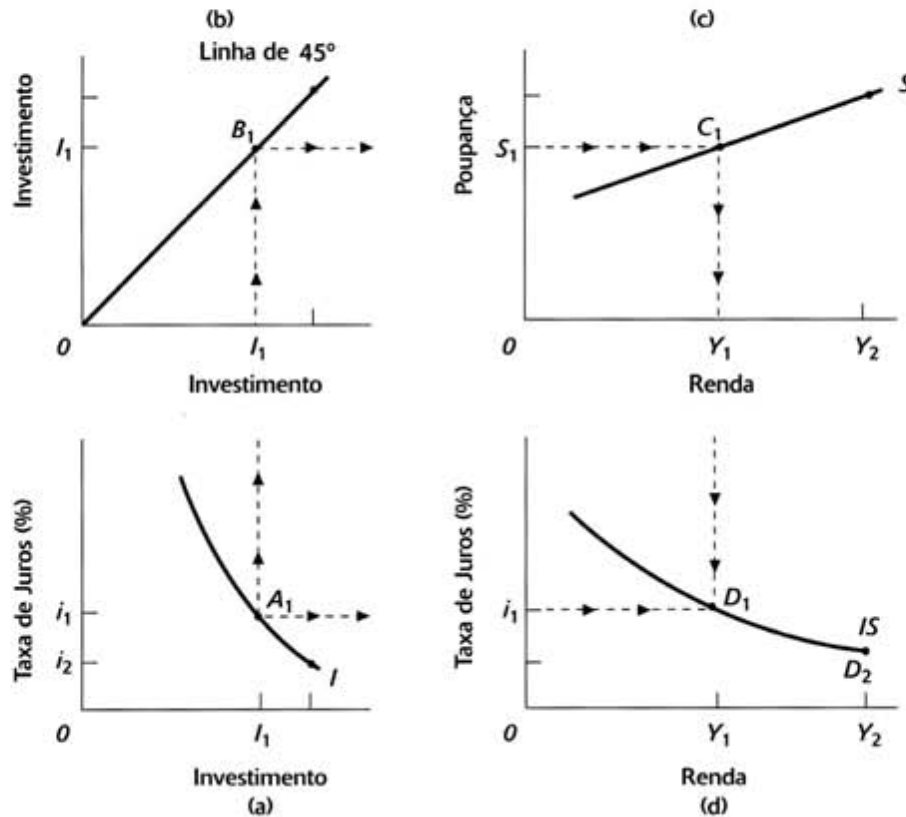 (b)
Linha de 45°
Investimento
I₁
B₁
0
I₁
Investimento
(c)
Poupança
S₁
C₁
S
0
Y₁
Y₂
Renda
Taxa de Juros (%)
i₁
i₂
A₁
I
0
I₁
Investimento
(a)
Taxa de Juros (%)
i₁
D₁
IS
D₂
0
Y₁
Y₂
Renda
(d)